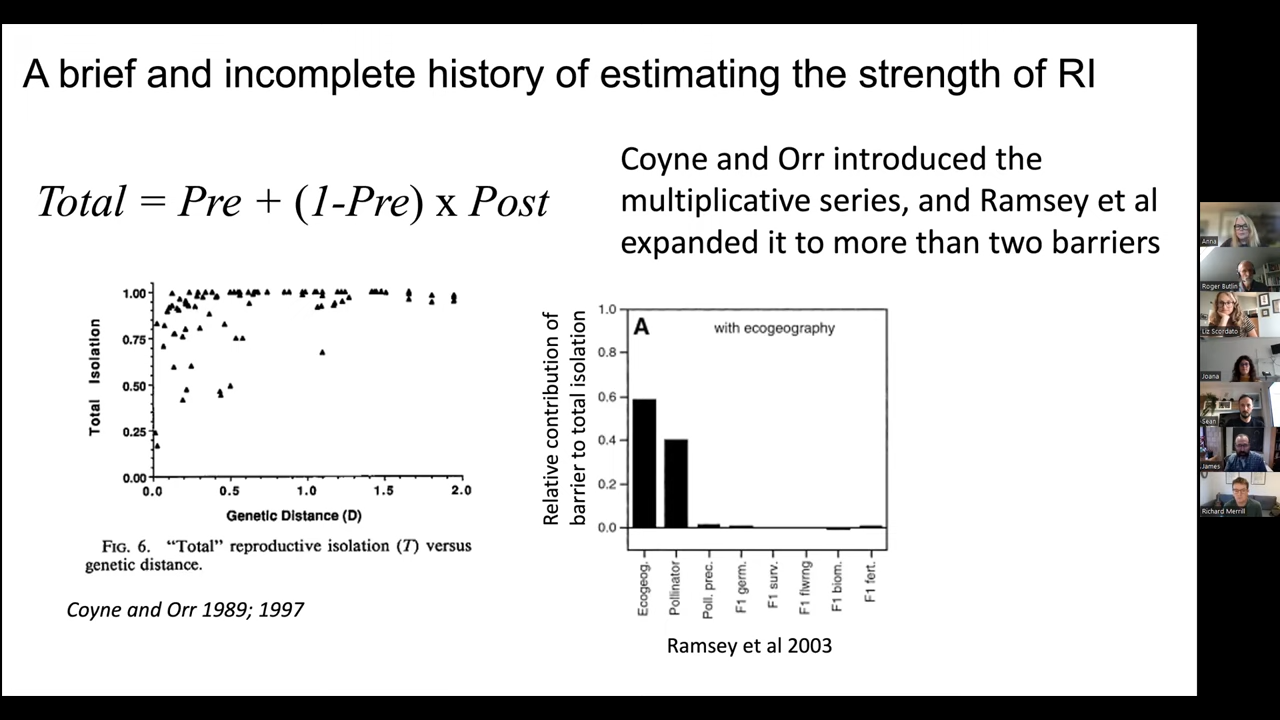 A brief and incomplete history of estimating the strength of RI
Total = Pre + (1-Pre) x Post
Coyne and Orr introduced the
multiplicative series, and Ramsey et al
expanded it to more than two barriers
Total Isolation
1.00
0.75
0.50
0.25
0.00
0.0 0.5 1.0 1.5 2.0
Genetic Distance (D)
FIG. 6. "Total" reproductive isolation (T) versus
genetic distance.
Coyne and Orr 1989; 1997
Relative contribution of
barrier to total isolation
1.0
0.8
0.6
0.4
0.2
0.0
A with ecogeography
Ecogeog.
Pollinator
Poll. prec.
F1 germ.
F1 surv.
F1 flwrng
F1 biom.
F1 fert.
Ramsey et al 2003
Anna
Roger Butlin
Liz Scordato
Joana
Sean
James
Richard Merrill